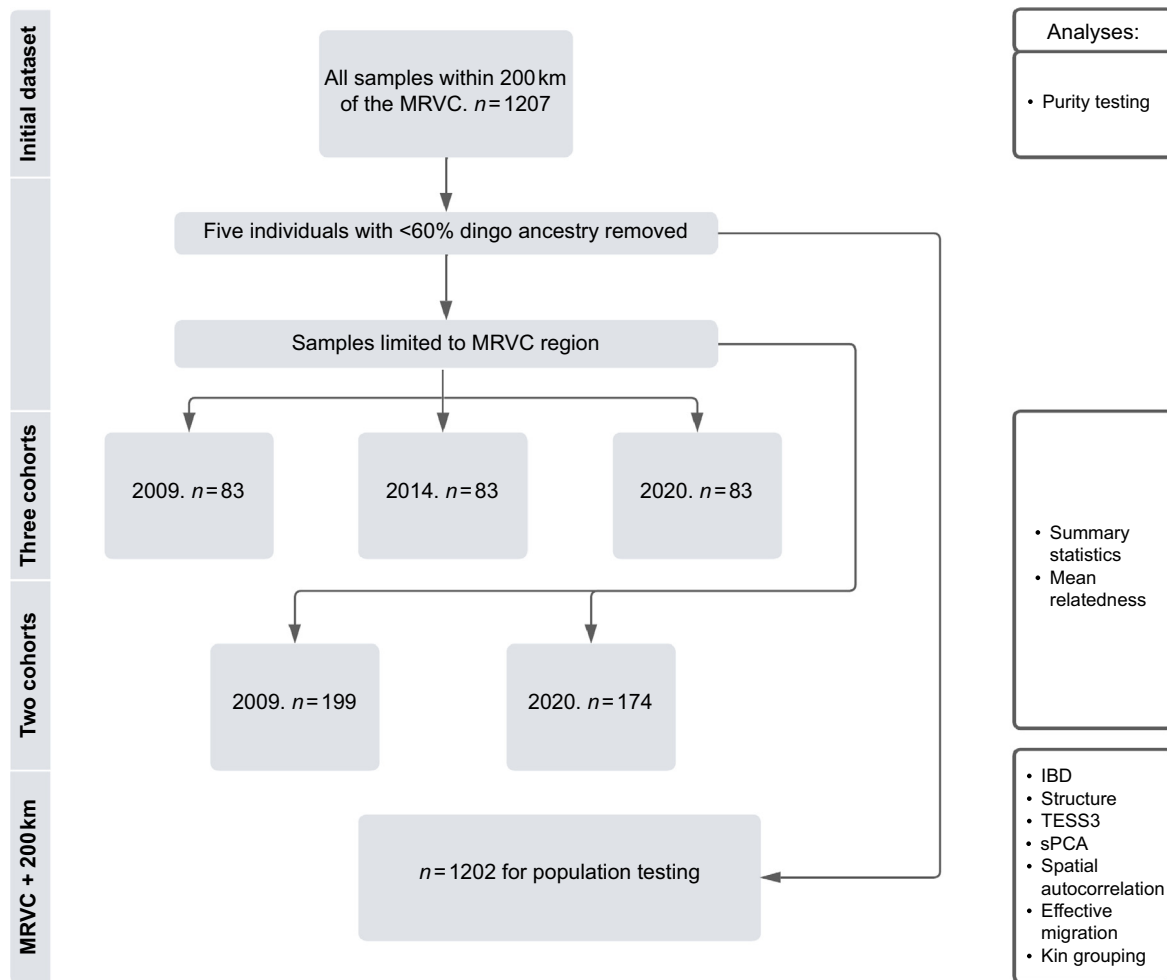 Initial dataset
All samples within 200 km
of the MRVC. n = 1207
Analyses:
• Purity testing
Five individuals with <60% dingo ancestry removed
Samples limited to MRVC region
Three cohorts
2009. n = 83
2014. n = 83
2020. n = 83
• Summary
statistics
• Mean
relatedness
Two cohorts
2009. n = 199
2020. n = 174
MRVC + 200 km
n = 1202 for population testing
• IBD
• Structure
• TESS3
• sPCA
• Spatial
autocorrelation
• Effective
migration
• Kin grouping